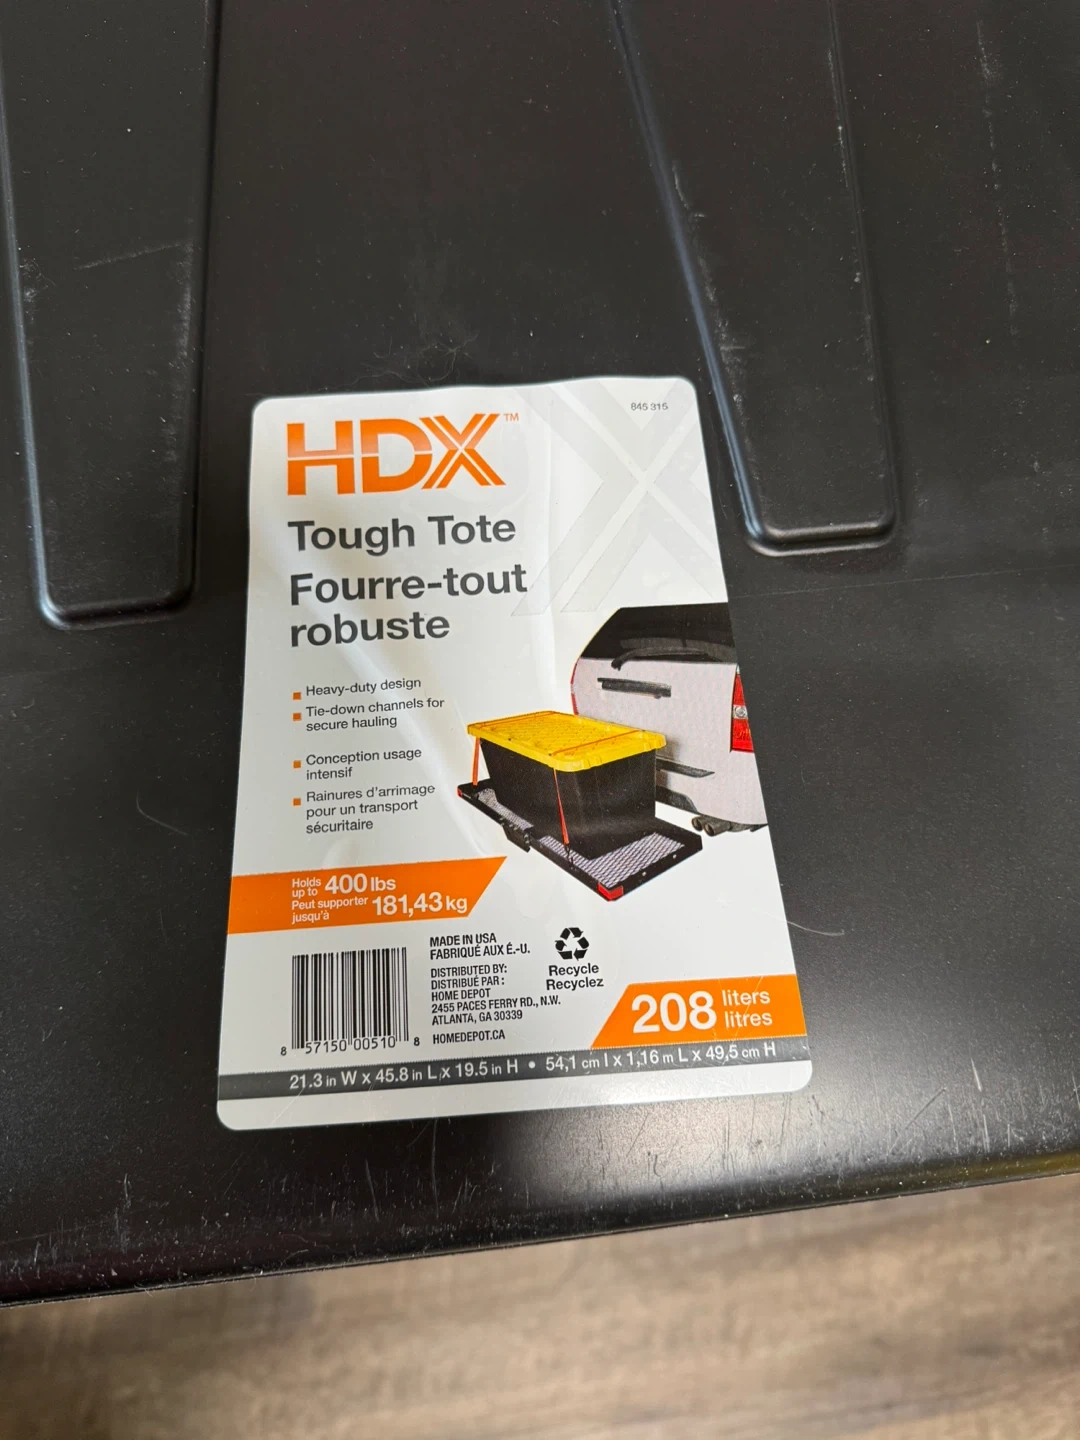 845 315
HDX™
Tough Tote
Fourre-tout
robuste
Heavy-duty design
Tie-down channels for
secure hauling
Conception usage
intensif
Rainures d'arrimage
pour un transport
sécuritaire
Holds
up to 400 lbs
Peut supporter
jusqu'à 181,43 kg
MADE IN USA
FABRIQUÉ AUX É.-U.
DISTRIBUTED BY:
DISTRIBUÉ PAR :
HOME DEPOT
2455 PACES FERRY RD., N.W.
ATLANTA, GA 30339
HOMEDEPOT.CA
Recycle
Recyclez
8 57150 00510 8
208 liters
litres
21.3 in W x 45.8 in L x 19.5 in H • 54,1 cm l x 1,16 m L x 49,5 cm H